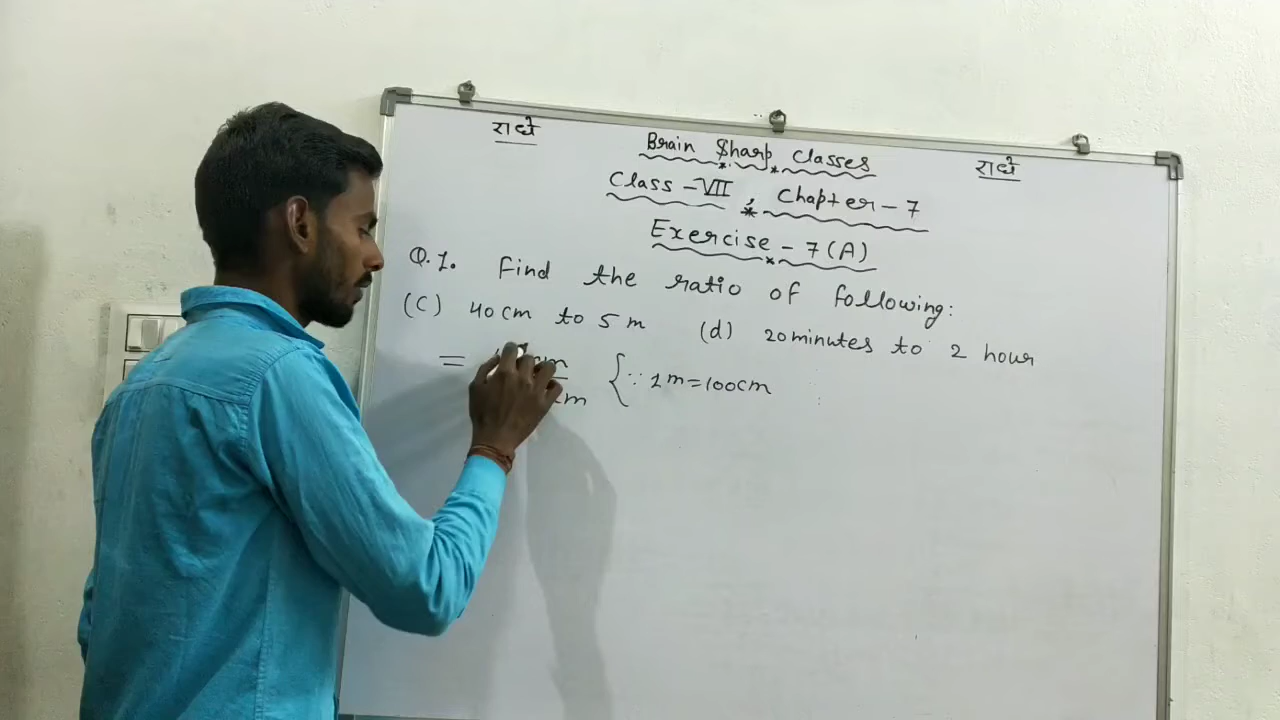 राधे
Brain Sharp Classes
राधे
Class - VII, Chapter - 7
Exercise - 7(A)
Q.1. Find the ratio of following:
(C) 40 cm to 5 m
(d) 20 minutes to 2 hour
= cm
cm
{∵ 1m = 100cm